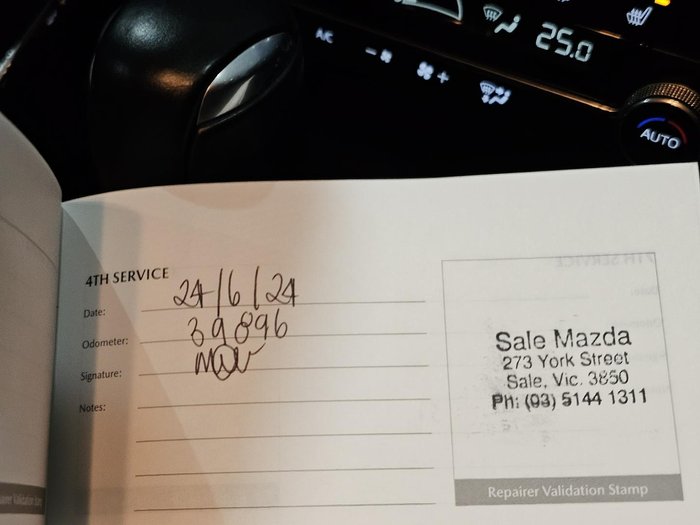 25.0
A/C
AUTO
4TH SERVICE
Date: 24/6/24
Odometer: 39896
Signature:
Notes:
Sale Mazda
273 York Street
Sale, Vic. 3850
Ph: (03) 5144 1311
Repairer Validation Stamp